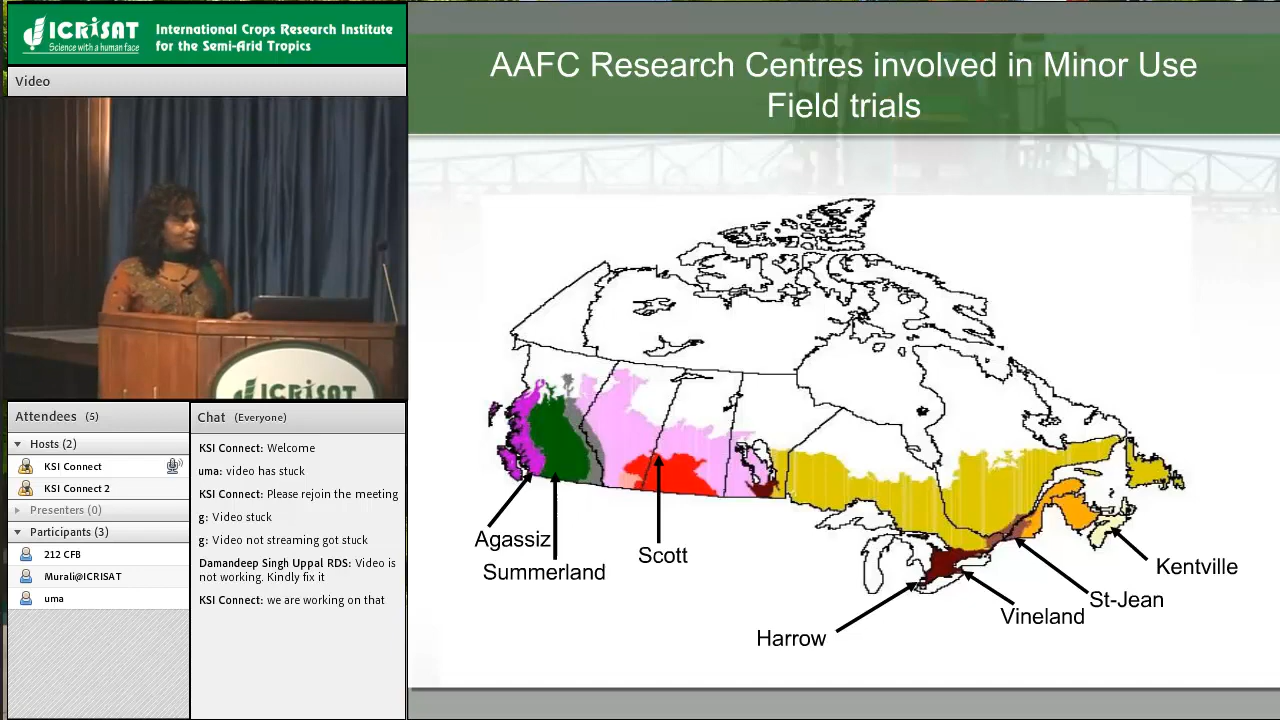 ICRISAT
Science with a human face
International Crops Research Institute
for the Semi-Arid Tropics
Video
ICRISAT
Attendees (5)
Hosts (2)
KSI Connect
KSI Connect 2
Presenters (0)
Participants (3)
212 CFB
Murali@ICRISAT
uma
Chat (Everyone)
KSI Connect: Welcome
uma: video has stuck
KSI Connect: Please rejoin the meeting
g: Video stuck
g: Video not streaming got stuck
Damandeep Singh Uppal RDS: Video is
not working. kindly fix it
KSI Connect: we are working on that
AAFC Research Centres involved in Minor Use
Field trials
Agassiz
Summerland
Scott
Harrow
Vineland
St-Jean
Kentville